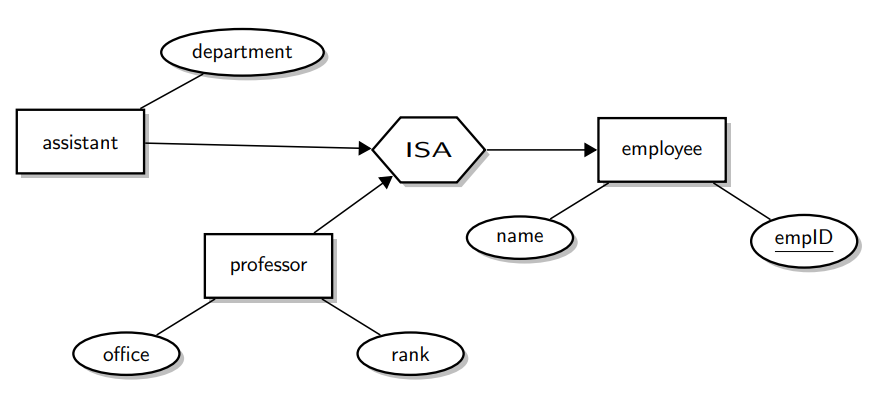 department
assistant
ISA
employee
name
empID
professor
office
rank